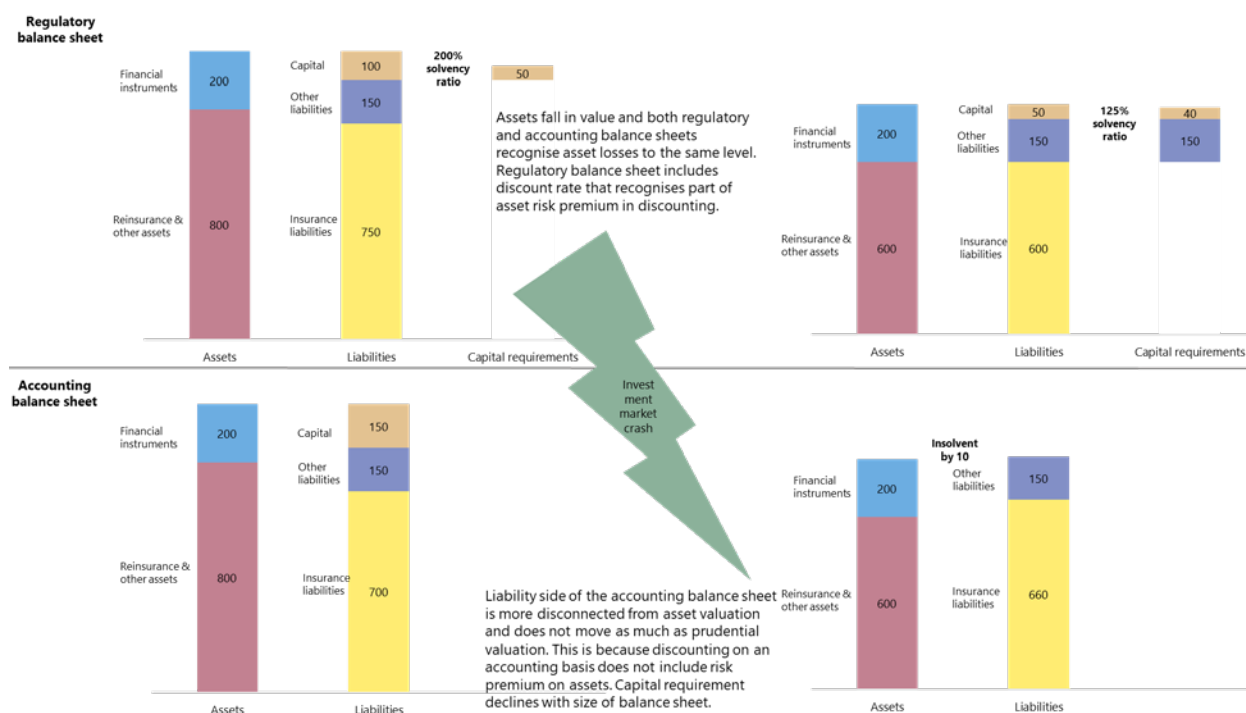 Regulatory
balance sheet
Financial
instruments
200
Reinsurance &
other assets
800
Assets
Capital
100
Other
liabilities
150
Insurance
liabilities
750
Liabilities
200%
solvency
ratio
50
Capital requirements
Assets fall in value and both regulatory
and accounting balance sheets
recognise asset losses to the same level.
Regulatory balance sheet includes
discount rate that recognises part of
asset risk premium in discounting.
Financial
instruments
200
Reinsurance &
other assets
600
Assets
Capital
50
Other
liabilities
150
Insurance
liabilities
600
Liabilities
125%
solvency
ratio
40
150
Capital requirements
Invest
ment
market
crash
Accounting
balance sheet
Financial
instruments
200
Reinsurance &
other assets
800
Assets
Capital
150
Other
liabilities
150
Insurance
liabilities
700
Liabilities
Liability side of the accounting balance sheet
is more disconnected from asset valuation
and does not move as much as prudential
valuation. This is because discounting on an
accounting basis does not include risk
premium on assets. Capital requirement
declines with size of balance sheet.
Financial
instruments
200
Reinsurance &
other assets
600
Assets
Insolvent
by 10
Other
liabilities
150
Insurance
liabilities
660
Liabilities